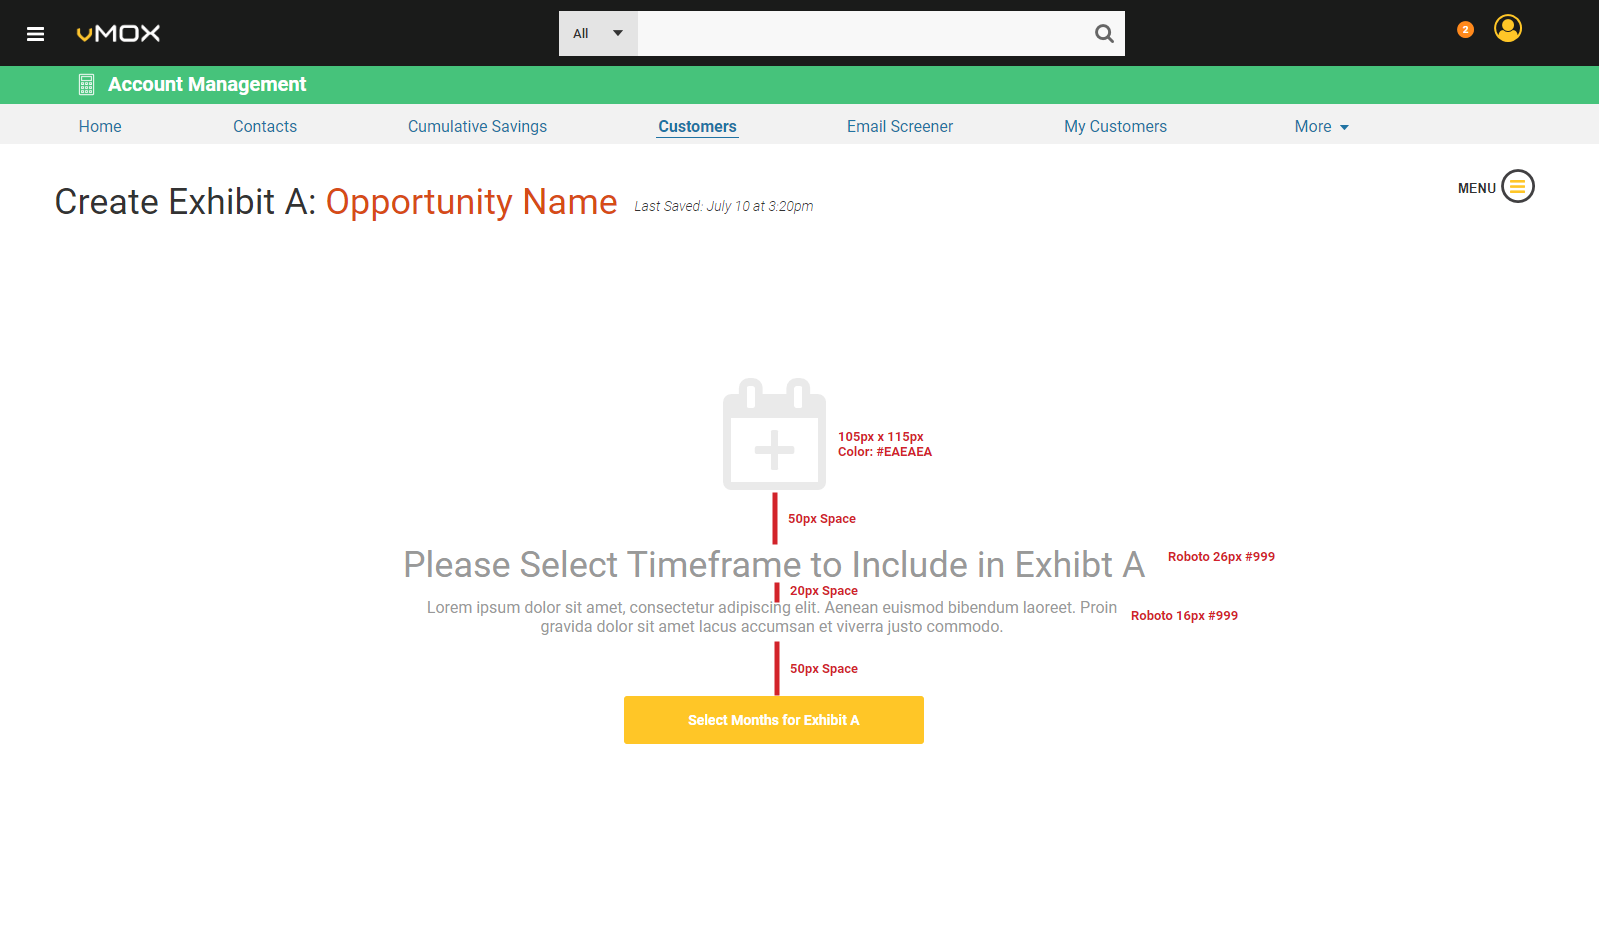 vMOX
All
2
Account Management
Home Contacts Cumulative Savings Customers Email Screener My Customers More
Create Exhibit A: Opportunity Name Last Saved: July 10 at 3:20pm
MENU
105px x 115px
Color: #EAEAEA
50px Space
Please Select Timeframe to Include in Exhibt A
Roboto 26px #999
20px Space
Lorem ipsum dolor sit amet, consectetur adipiscing elit. Aenean euismod bibendum laoreet. Proin
gravida dolor sit amet lacus accumsan et viverra justo commodo.
Roboto 16px #999
50px Space
Select Months for Exhibit A